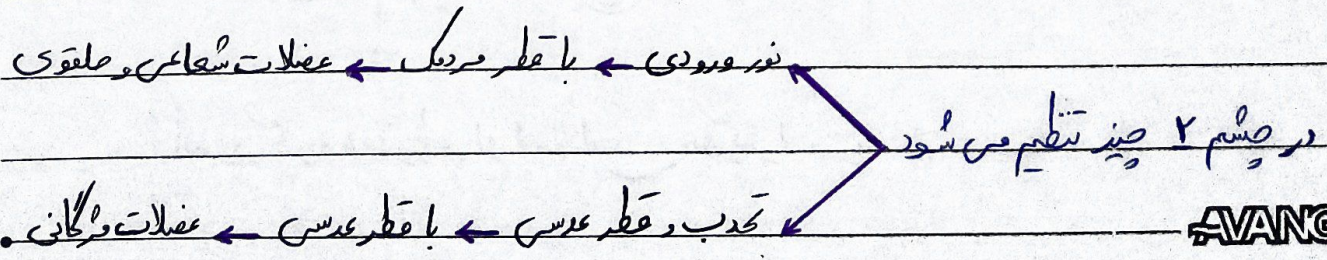 نور ورودی ← با قطر مردمک ← عضلات شعاعی و حلقوی
در چشم ۲ چیز تنظیم می شود
تحدب و قطر عدسی ← با قطر عدسی ← عضلات مژگانی .
AVANG